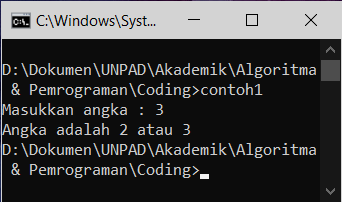 C:\Windows\Syst...
D:\Dokumen\UNPAD\Akademik\Algoritma
& Pemrograman\Coding>contoh1
Masukkan angka : 3
Angka adalah 2 atau 3
D:\Dokumen\UNPAD\Akademik\Algoritma
& Pemrograman\Coding>